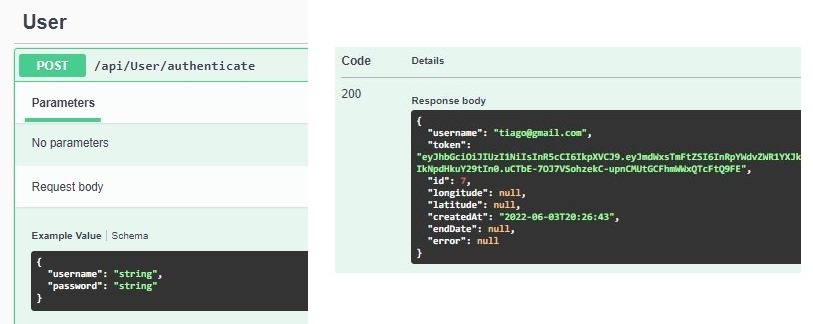 User
POST /api/User/authenticate
Parameters
No parameters
Request body
Example Value | Schema
{
"username": "string",
"password": "string"
}
Code Details
200
Response body
{
"username": "tiago@gmail.com",
"token":
"eyJhbGciOiJIUzI1NiIsInR5cCI6IkpXVCJ9.eyJmdWxsTmFtZSI6InRpYWdvZWR1YXJk
IkNpdHkuY29tIn0.uCTbE-7OJ7VSohzekC-upnCMUtGCFhmWWxQTcFtQ9FE",
"id": 7,
"longitude": null,
"latitude": null,
"createdAt": "2022-06-03T20:26:43",
"endDate": null,
"error": null
}